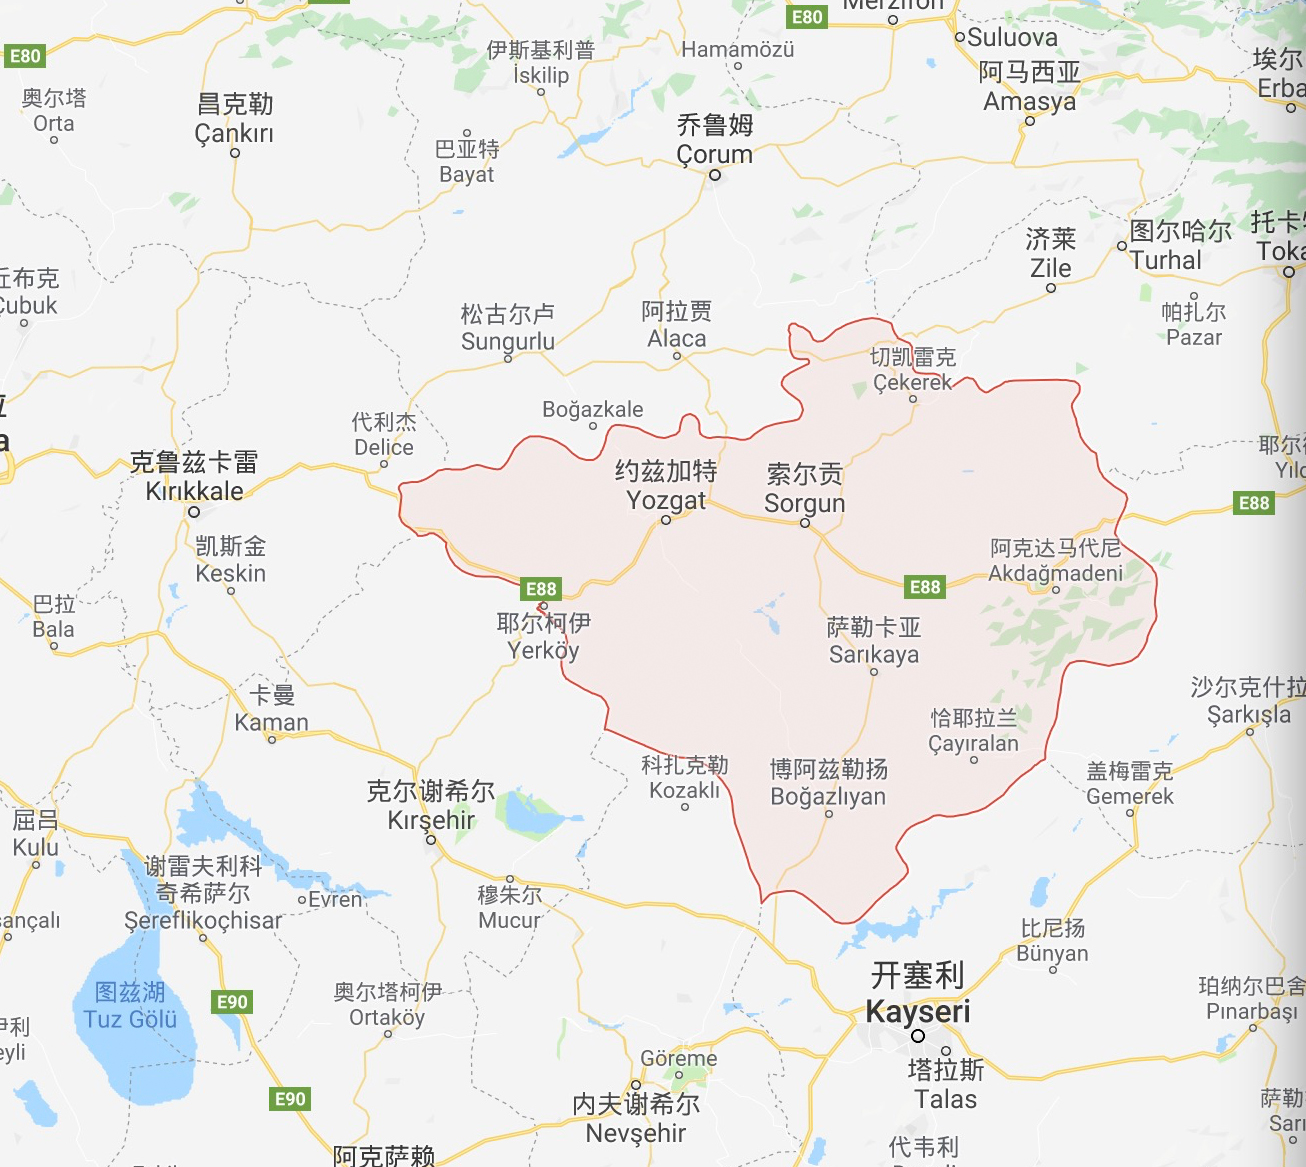 E80
Merzifon
Suluova
E80
伊斯基利普
İskilip
Hamamözü
阿马西亚
Amasya
埃尔
Erba
奥尔塔
Orta
昌克勒
Çankırı
乔鲁姆
Çorum
巴亚特
Bayat
济莱
Zile
图尔哈尔
Turhal
托卡
Toka
丘布克
Çubuk
松古尔卢
Sungurlu
阿拉贾
Alaca
帕扎尔
Pazar
切凯雷克
Çekerek
Boğazkale
代利杰
Delice
a
克鲁兹卡雷
Kırıkkale
约兹加特
Yozgat
索尔贡
Sorgun
耶尔
Yıl
E88
凯斯金
Keskin
阿克达马代尼
Akdağmadeni
E88
E88
巴拉
Bala
耶尔柯伊
Yerköy
萨勒卡亚
Sarıkaya
卡曼
Kaman
沙尔克什拉
Şarkışla
恰耶拉兰
Çayıralan
科扎克勒
Kozaklı
博阿兹勒扬
Boğazlıyan
盖梅雷克
Gemerek
克尔谢希尔
Kırşehir
屈吕
Kulu
谢雷夫利科
奇希萨尔
Şereflikoçhisar
Evren
穆朱尔
Mucur
ançalı
比尼扬
Bünyan
开塞利
Kayseri
图兹湖
Tuz Gölü
E90
奥尔塔柯伊
Ortaköy
珀纳尔巴舍
Pınarbaşı
伊利
eyli
Göreme
塔拉斯
Talas
E90
内夫谢希尔
Nevşehir
萨勒
Sarı
阿克萨赖
代韦利